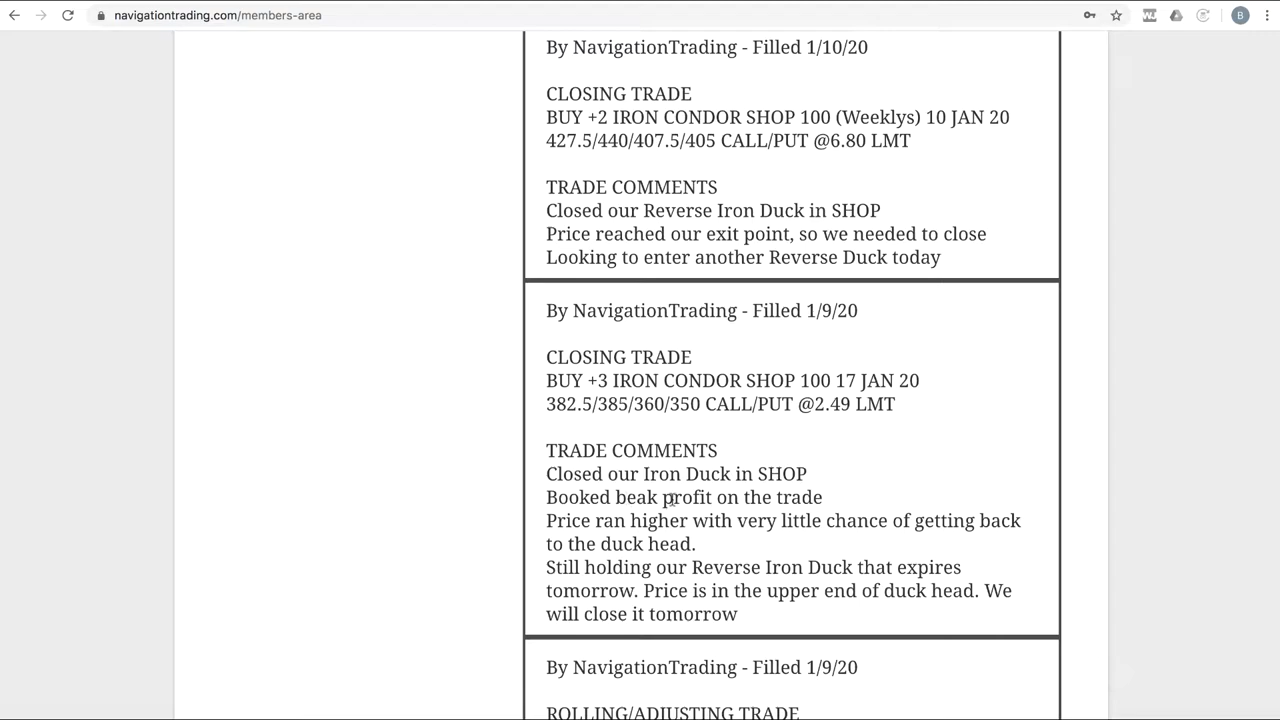 navigationtrading.com/members-area
B
By NavigationTrading - Filled 1/10/20
CLOSING TRADE
BUY +2 IRON CONDOR SHOP 100 (Weeklys) 10 JAN 20
427.5/440/407.5/405 CALL/PUT @6.80 LMT
TRADE COMMENTS
Closed our Reverse Iron Duck in SHOP
Price reached our exit point, so we needed to close
Looking to enter another Reverse Duck today
By NavigationTrading - Filled 1/9/20
CLOSING TRADE
BUY +3 IRON CONDOR SHOP 100 17 JAN 20
382.5/385/360/350 CALL/PUT @2.49 LMT
TRADE COMMENTS
Closed our Iron Duck in SHOP
Booked beak profit on the trade
Price ran higher with very little chance of getting back
to the duck head.
Still holding our Reverse Iron Duck that expires
tomorrow. Price is in the upper end of duck head. We
will close it tomorrow
By NavigationTrading - Filled 1/9/20
ROLLING/ADJUSTING TRADE